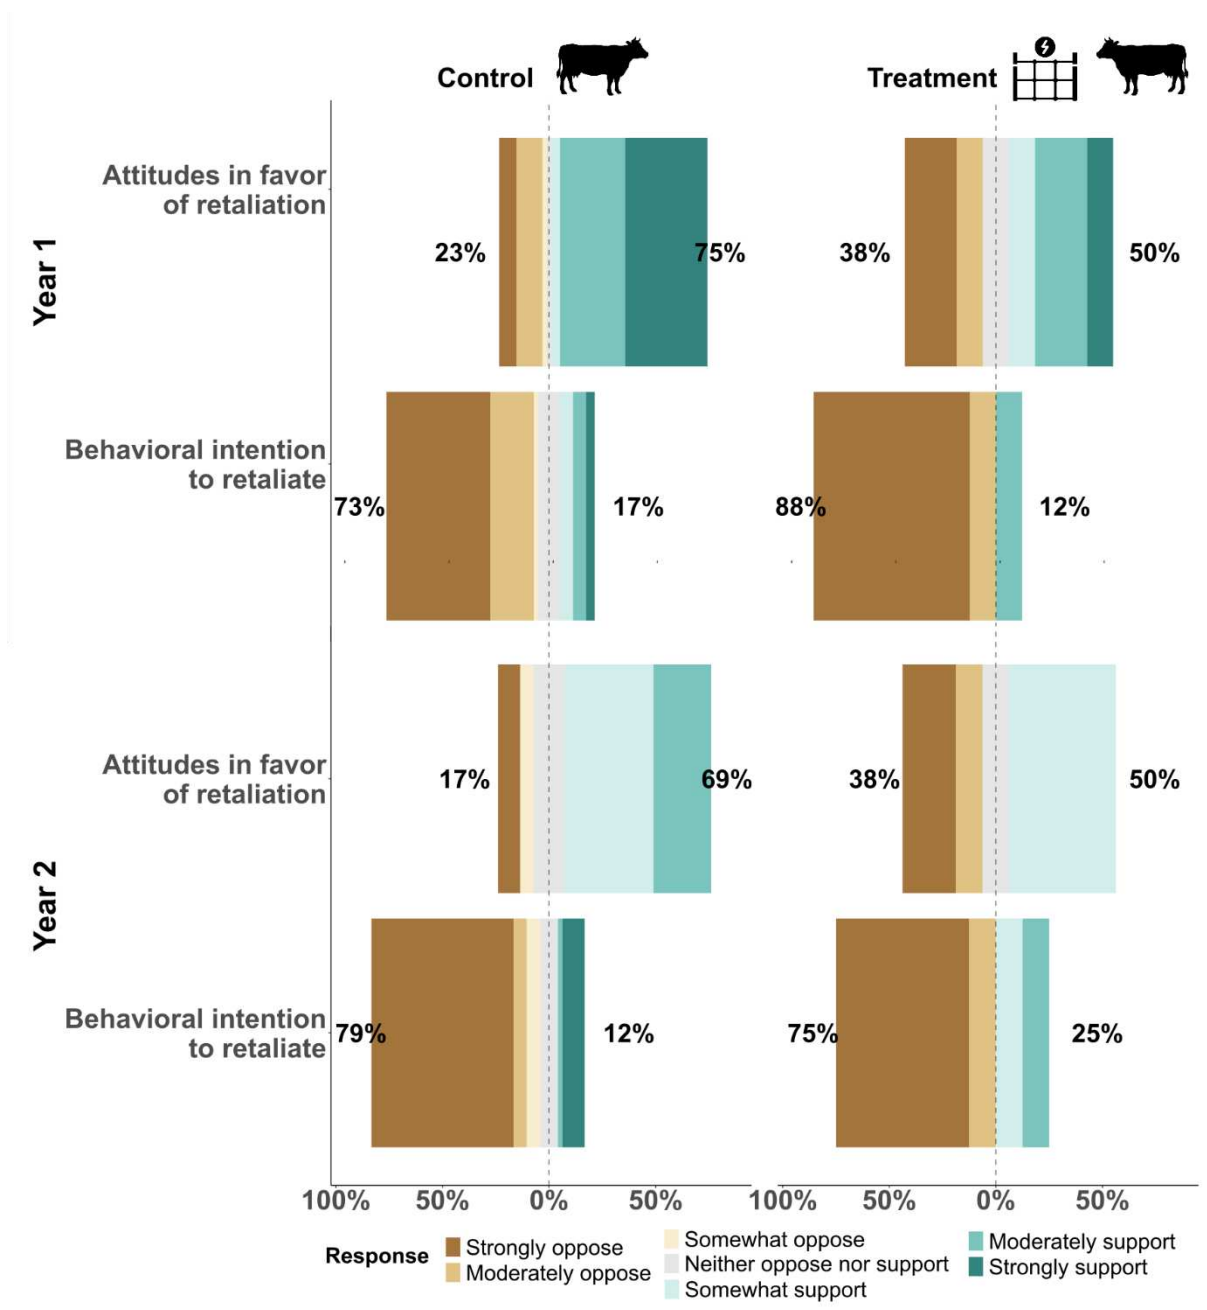 Control
Treatment
Year 1
Attitudes in favor
of retaliation
23%
75%
38%
50%
Behavioral intention
to retaliate
73%
17%
88%
12%
Year 2
Attitudes in favor
of retaliation
17%
69%
38%
50%
Behavioral intention
to retaliate
79%
12%
75%
25%
100% 50% 0% 50% 100% 50% 0% 50%
Response
Strongly oppose
Moderately oppose
Somewhat oppose
Neither oppose nor support
Somewhat support
Moderately support
Strongly support